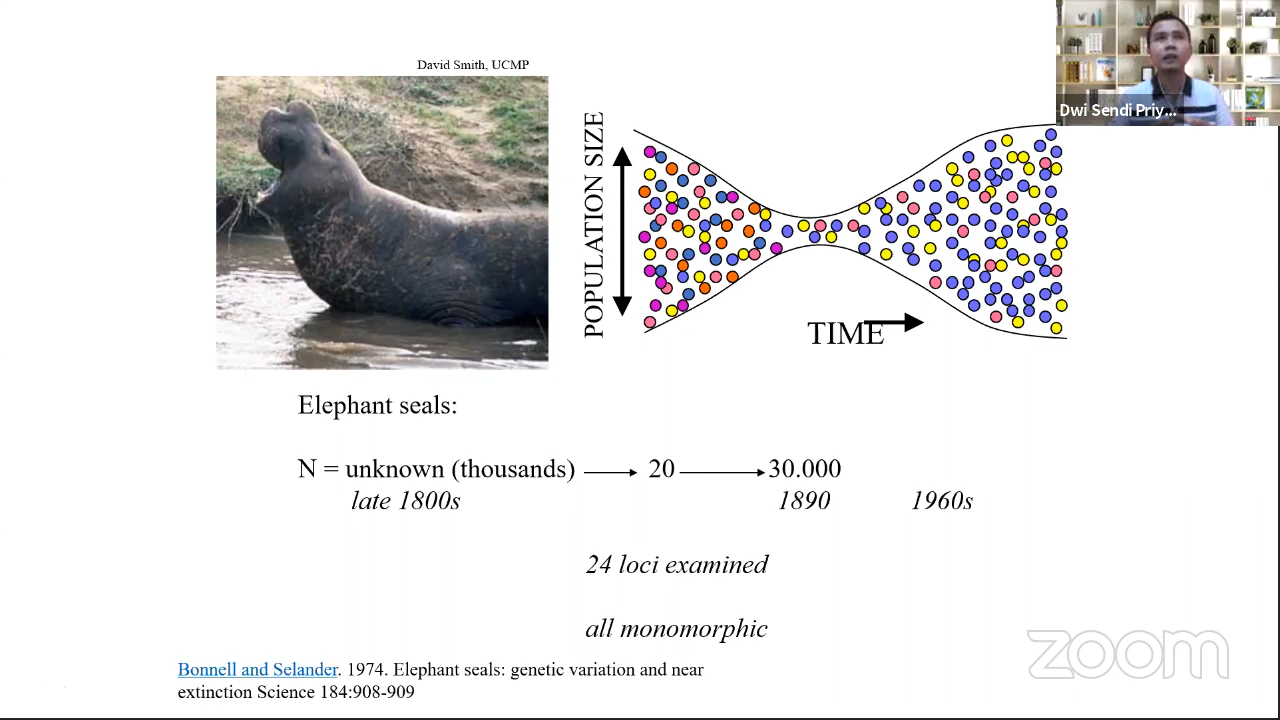 David Smith, UCMP
Dwi Sendi Priy...
POPULATION SIZE
TIME
Elephant seals:
N = unknown (thousands) 20 30.000
late 1800s 1890 1960s
24 loci examined
all monomorphic
Bonnell and Selander. 1974. Elephant seals: genetic variation and near
extinction Science 184:908-909
zoom